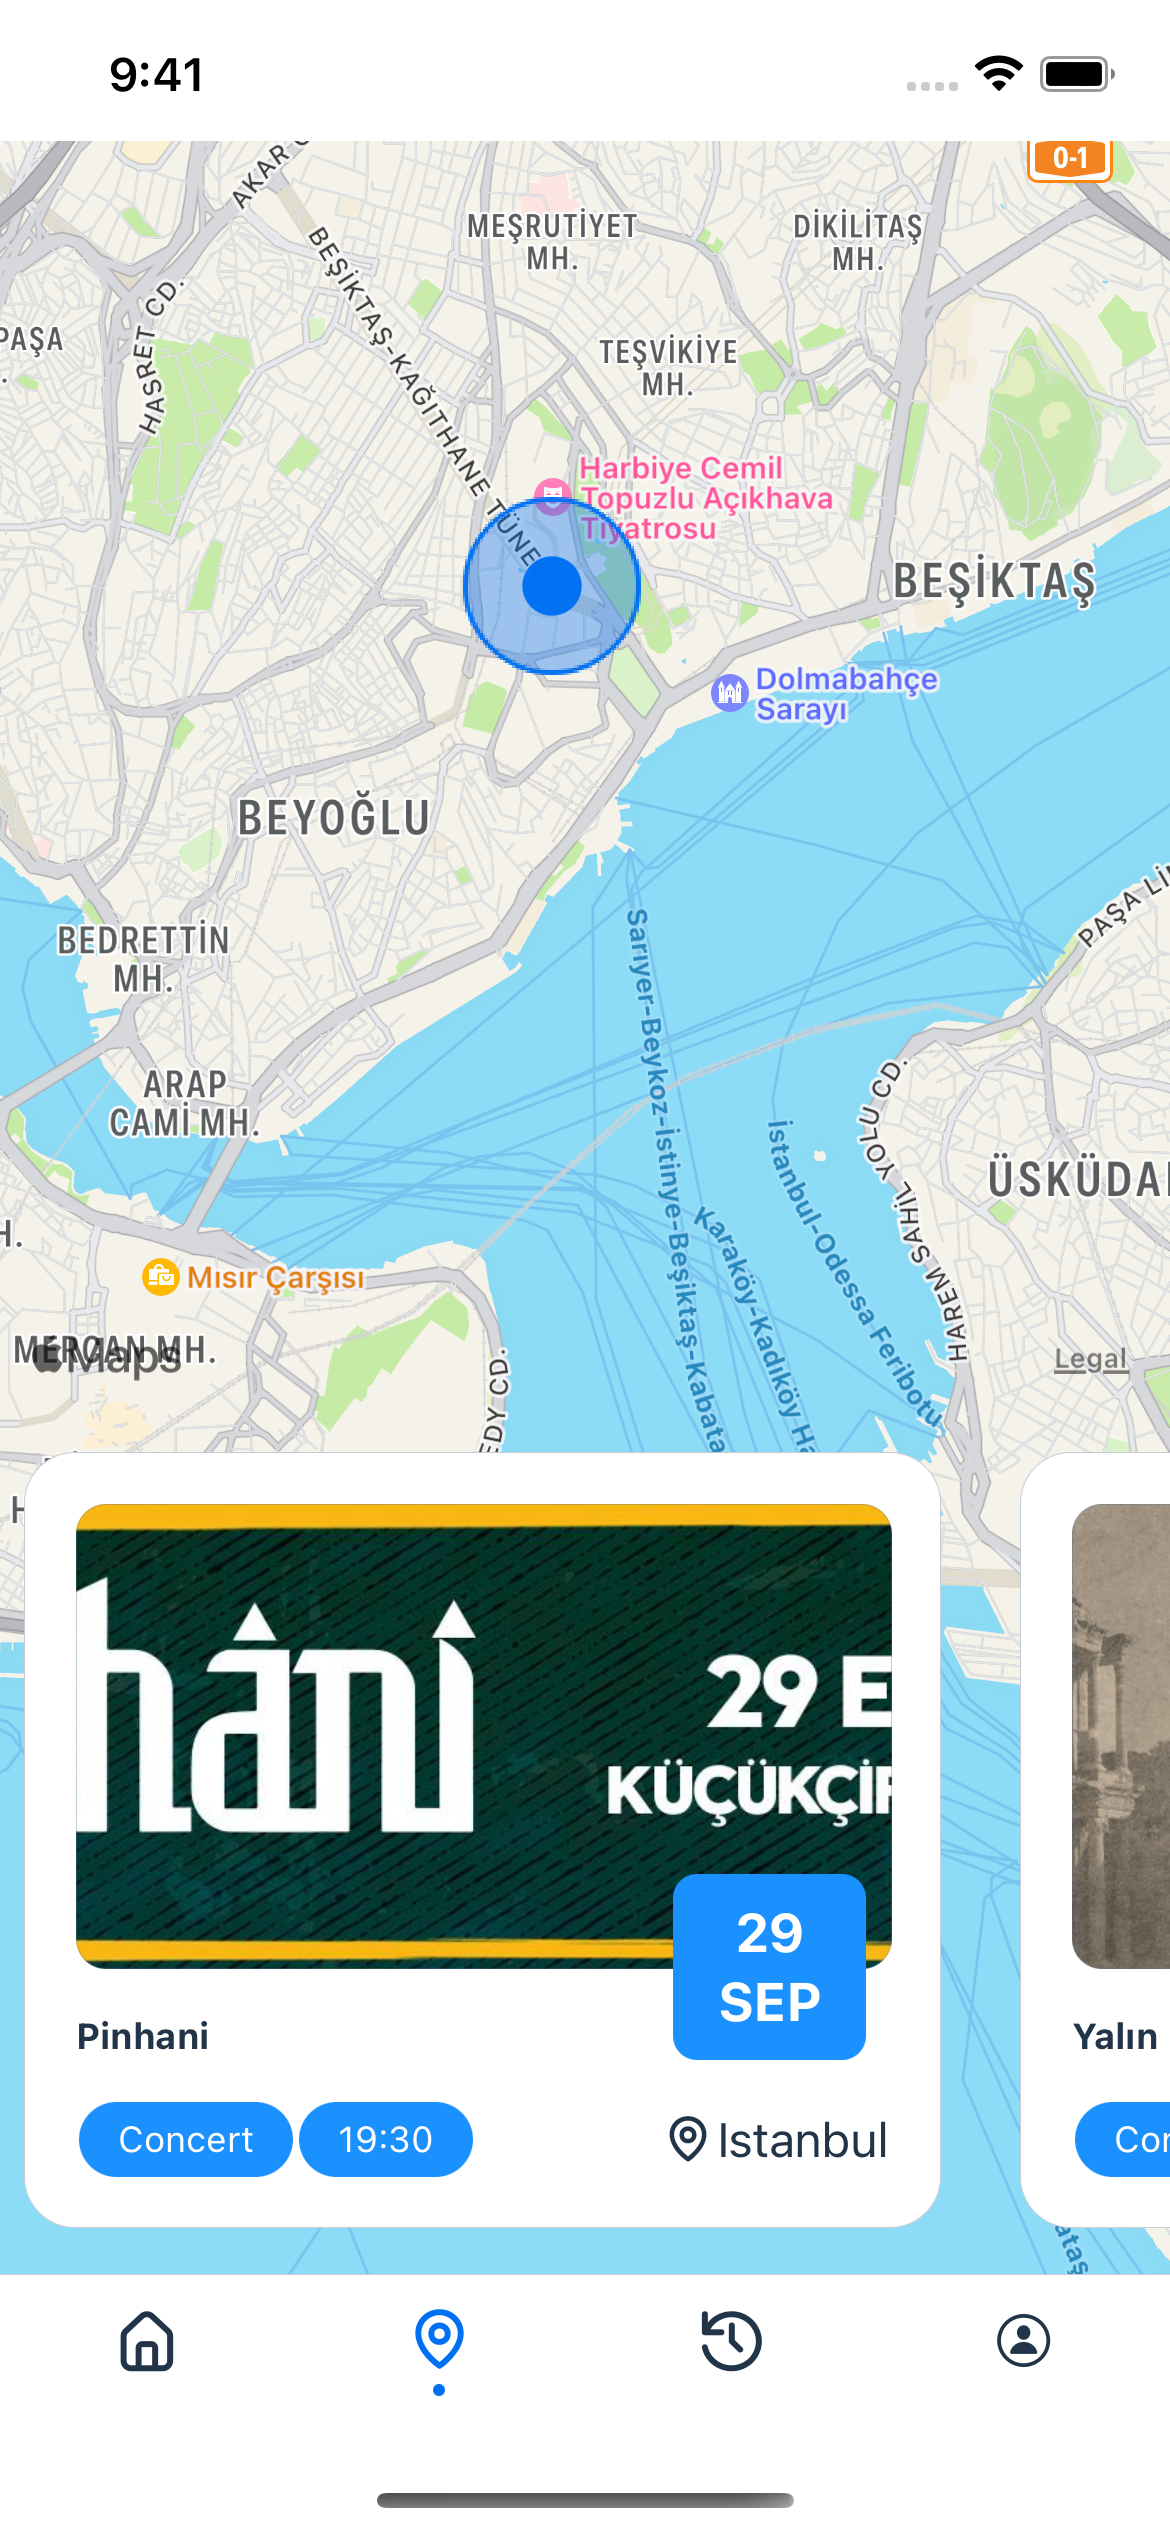 9:41
0-1
AKAR
MEŞRUTİYET
MH.
DİKİLİTAŞ
MH.
BEŞİKTAŞ-KAĞITHANE TÜNE
HASRET CD.
PAŞA
TEŞVİKİYE
MH.
Harbiye Cemil
Topuzlu Açıkhava
Tiyatrosu
BEŞİKTAŞ
Dolmabahçe
Sarayı
BEYOĞLU
BEDRETTİN
MH.
PAŞA Lİ
Sarıyer-Beykoz-İstinye-Beşiktaş-Kabata
ARAP
CAMİ MH.
İstanbul-Odessa Feribotu
Karaköy-Kadıköy Ha
HAREM SAHİL YOLU CD.
ÜSKÜDA
H.
Mısır Çarşısı
MERCAN MH.
Maps
EDY CD.
Legal
H
hâni
29 E
KÜÇÜKÇİF
29
SEP
Pinhani
Yalın
Concert
19:30
Istanbul
Con
ataş